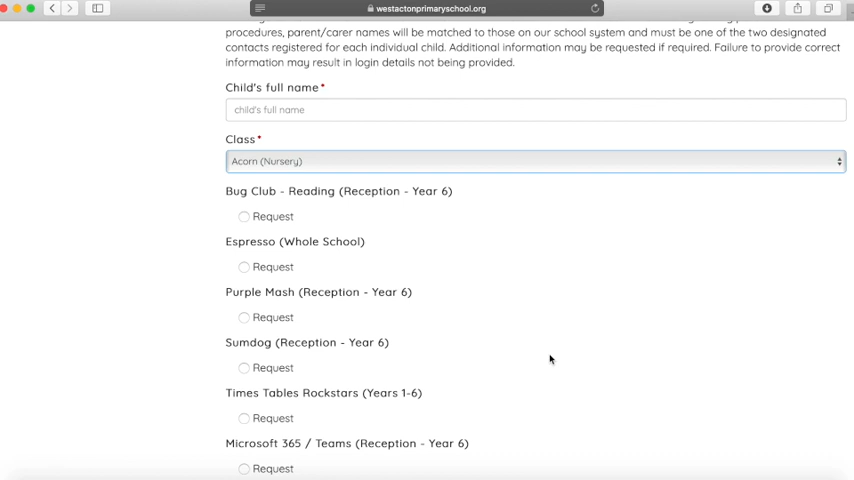 westactonprimaryschool.org
procedures, parent/carer names will be matched to those on our school system and must be one of the two designated
contacts registered for each individual child. Additional information may be requested if required. Failure to provide correct
information may result in login details not being provided.
Child's full name*
child's full name
Class*
Acorn (Nursery)
Bug Club - Reading (Reception - Year 6)
Request
Espresso (Whole School)
Request
Purple Mash (Reception - Year 6)
Request
Sumdog (Reception - Year 6)
Request
Times Tables Rockstars (Years 1-6)
Request
Microsoft 365 / Teams (Reception - Year 6)
Request